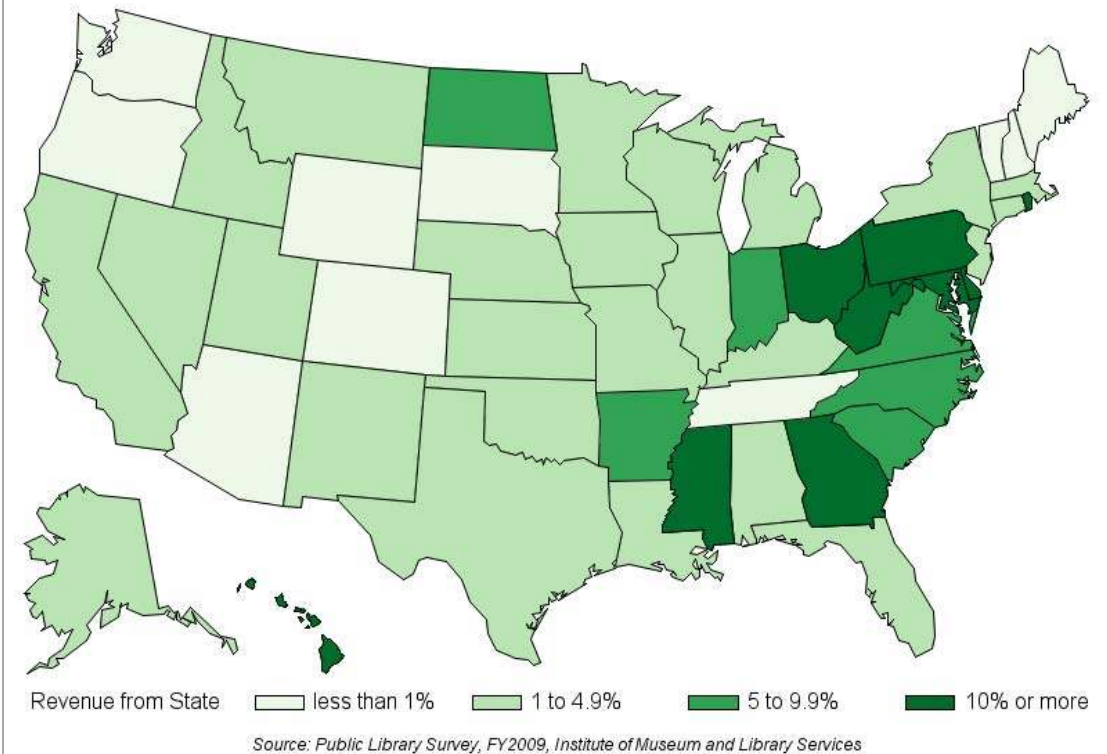 Revenue from State less than 1% 1 to 4.9% 5 to 9.9% 10% or more
Source: Public Library Survey, FY2009, Institute of Museum and Library Services